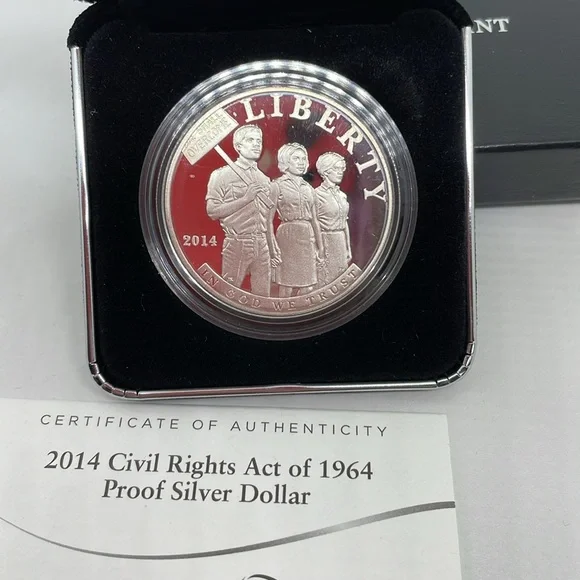 NT
LIBERTY
SHALL
OVERCOME
2014
IN GOD WE TRUST
CERTIFICATE OF AUTHENTICITY
2014 Civil Rights Act of 1964
Proof Silver Dollar